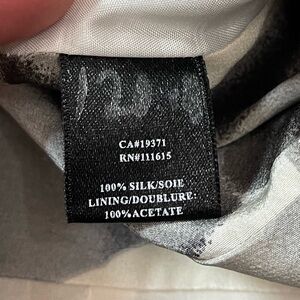 CA#19371
RN#111615
100% SILK/SOIE
LINING/DOUBLURE:
100% ACETATE